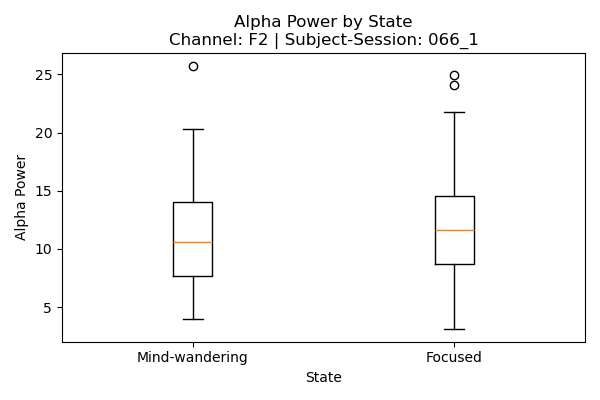 Alpha Power by State
Channel: F2 | Subject-Session: 066_1
Alpha Power
25
20
15
10
5
Mind-wandering
Focused
State